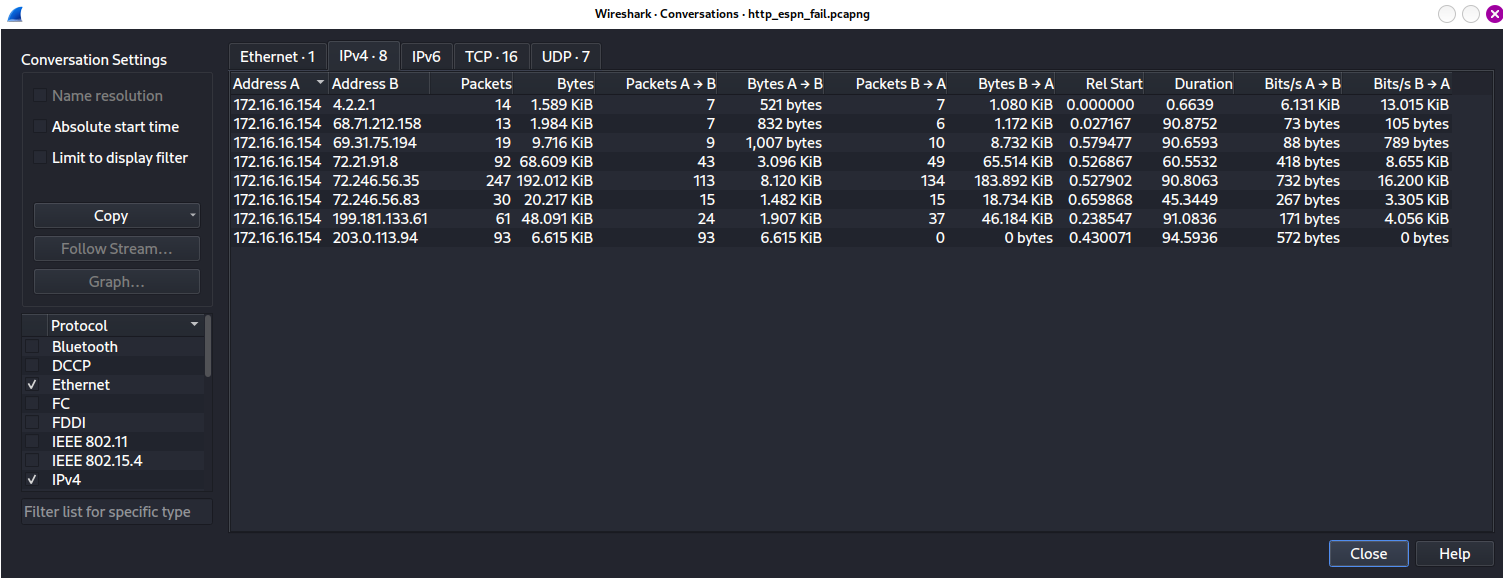 Wireshark · Conversations · http_espn_fail.pcapng
Conversation Settings
Name resolution
Absolute start time
Limit to display filter
Copy
Follow Stream...
Graph...
Protocol
Bluetooth
DCCP
Ethernet
FC
FDDI
IEEE 802.11
IEEE 802.15.4
IPv4
Filter list for specific type
Ethernet · 1 IPv4 · 8 IPv6 TCP · 16 UDP · 7
Address A Address B Packets Bytes Packets A → B Bytes A → B Packets B → A Bytes B → A Rel Start Duration Bits/s A → B Bits/s B → A
172.16.16.154 4.2.2.1 14 1.589 KiB 7 521 bytes 7 1.080 KiB 0.000000 0.6639 6.131 KiB 13.015 KiB
172.16.16.154 68.71.212.158 13 1.984 KiB 7 832 bytes 6 1.172 KiB 0.027167 90.8752 73 bytes 105 bytes
172.16.16.154 69.31.75.194 19 9.716 KiB 9 1,007 bytes 10 8.732 KiB 0.579477 90.6593 88 bytes 789 bytes
172.16.16.154 72.21.91.8 92 68.609 KiB 43 3.096 KiB 49 65.514 KiB 0.526867 60.5532 418 bytes 8.655 KiB
172.16.16.154 72.246.56.35 247 192.012 KiB 113 8.120 KiB 134 183.892 KiB 0.527902 90.8063 732 bytes 16.200 KiB
172.16.16.154 72.246.56.83 30 20.217 KiB 15 1.482 KiB 15 18.734 KiB 0.659868 45.3449 267 bytes 3.305 KiB
172.16.16.154 199.181.133.61 61 48.091 KiB 24 1.907 KiB 37 46.184 KiB 0.238547 91.0836 171 bytes 4.056 KiB
172.16.16.154 203.0.113.94 93 6.615 KiB 93 6.615 KiB 0 0 bytes 0.430071 94.5936 572 bytes 0 bytes
Close Help